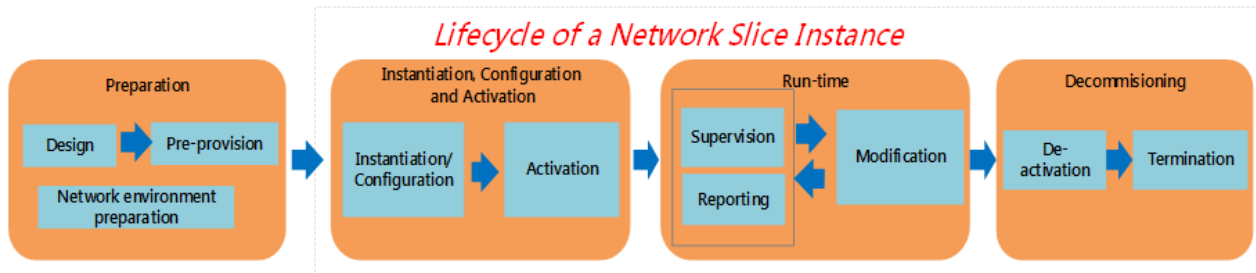 Lifecycle of a Network Slice Instance
Preparation
Design
Pre-provision
Network environment
preparation
Instantiation, Configuration
and Activation
Instantiation/
Configuration
Activation
Run-time
Supervision
Reporting
Modification
Decommisioning
De-
activation
Termination